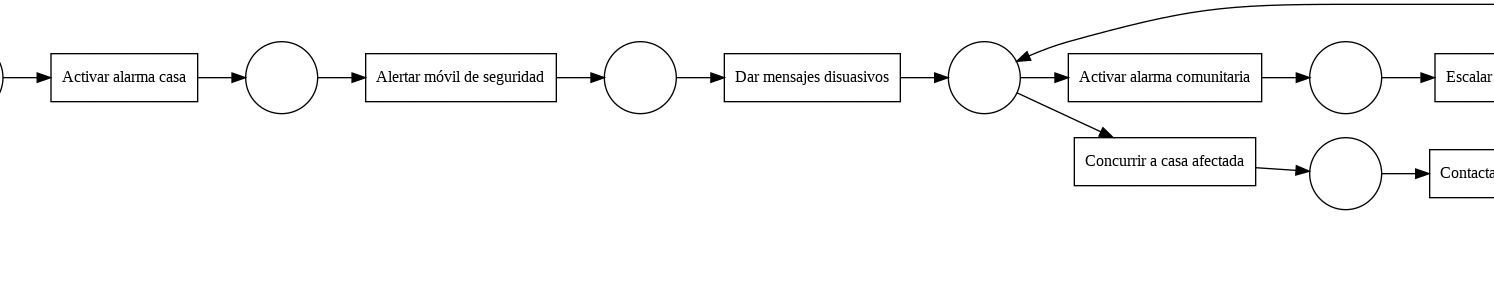 Activar alarma casa
Alertar móvil de seguridad
Dar mensajes disuasivos
Activar alarma comunitaria
Escalar
Concurrir a casa afectada
Contacta